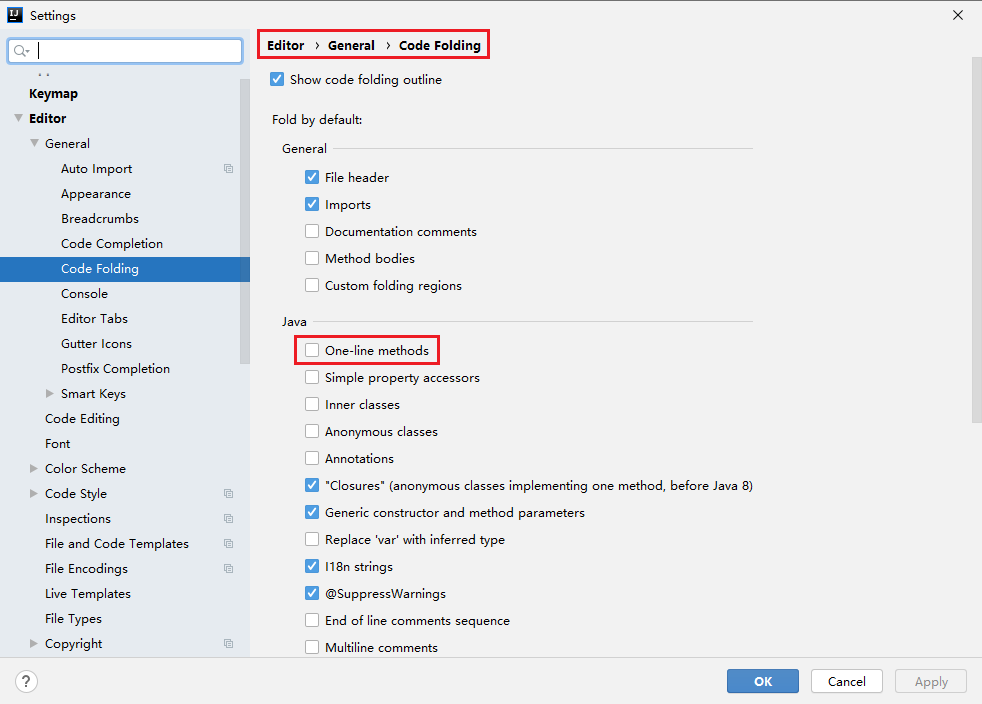 Settings
Keymap
Editor
General
Auto Import
Appearance
Breadcrumbs
Code Completion
Code Folding
Console
Editor Tabs
Gutter Icons
Postfix Completion
Smart Keys
Code Editing
Font
Color Scheme
Code Style
Inspections
File and Code Templates
File Encodings
Live Templates
File Types
Copyright
Editor › General › Code Folding
Show code folding outline
Fold by default:
General
File header
Imports
Documentation comments
Method bodies
Custom folding regions
Java
One-line methods
Simple property accessors
Inner classes
Anonymous classes
Annotations
"Closures" (anonymous classes implementing one method, before Java 8)
Generic constructor and method parameters
Replace 'var' with inferred type
I18n strings
@SuppressWarnings
End of line comments sequence
Multiline comments
?
OK Cancel Apply